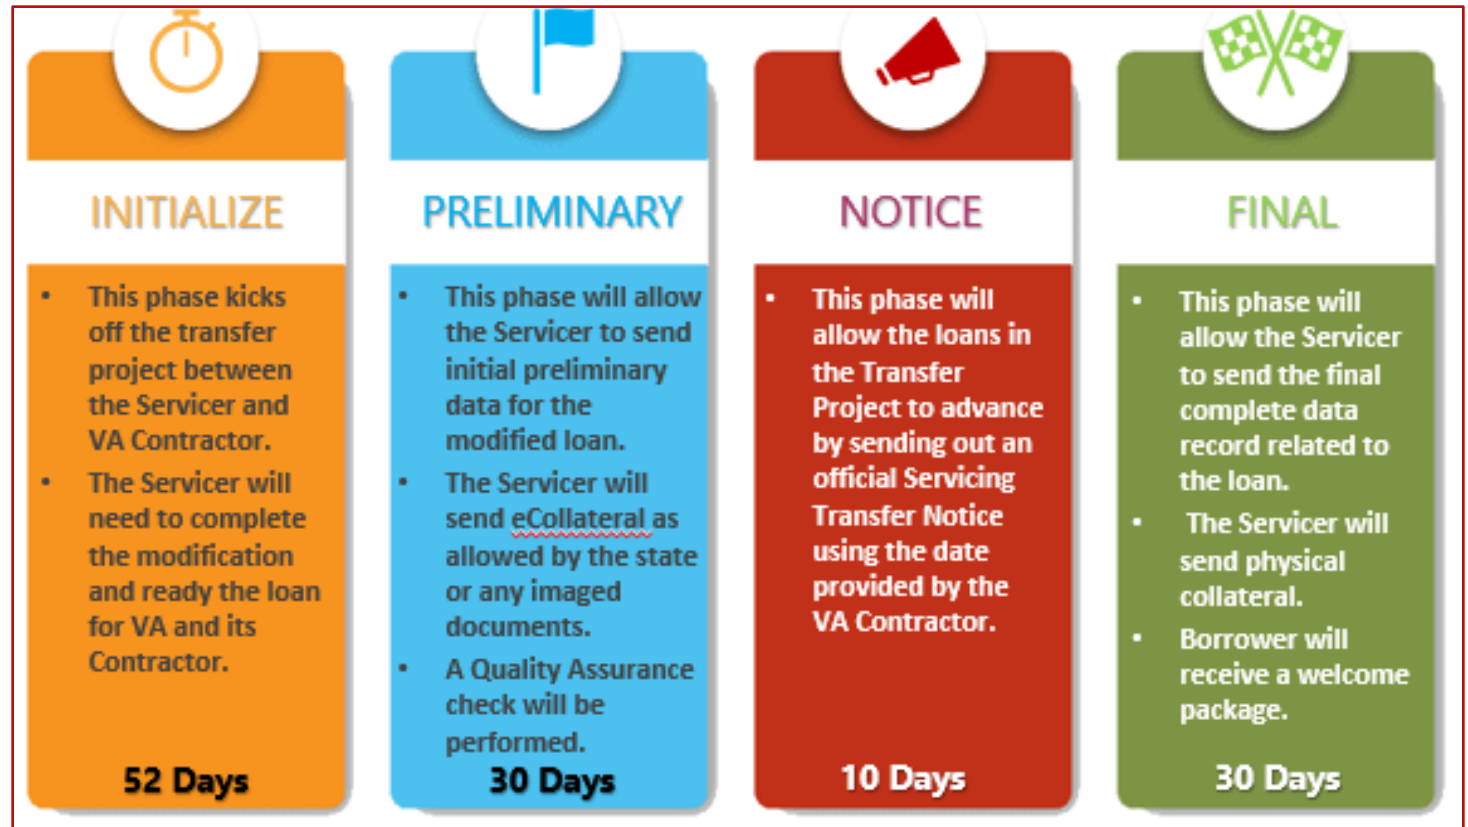 INITIALIZE
• This phase kicks
off the transfer
project between
the Servicer and
VA Contractor.
• The Servicer will
need to complete
the modification
and ready the loan
for VA and its
Contractor.
52 Days
PRELIMINARY
• This phase will allow
the Servicer to send
initial preliminary
data for the
modified loan.
• The Servicer will
send eCollateral as
allowed by the state
or any imaged
documents.
• A Quality Assurance
check will be
performed.
30 Days
NOTICE
• This phase will
allow the loans in
the Transfer
Project to advance
by sending out an
official Servicing
Transfer Notice
using the date
provided by the
VA Contractor.
10 Days
FINAL
• This phase will
allow the Servicer
to send the final
complete data
record related to
the loan.
• The Servicer will
send physical
collateral.
• Borrower will
receive a welcome
package.
30 Days